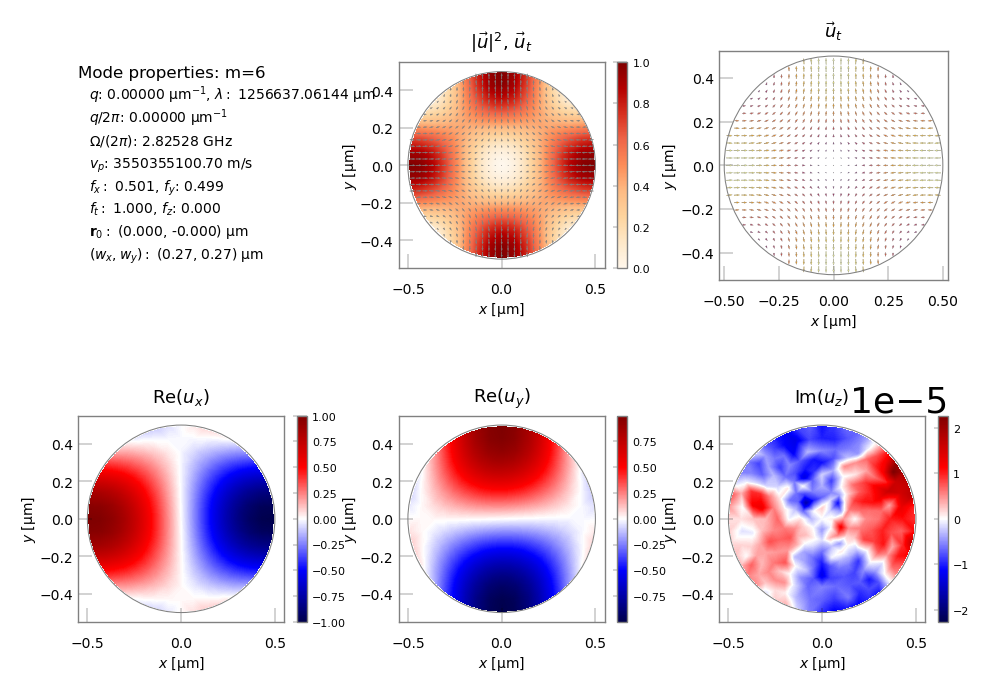 Mode properties: m=6
q: 0.00000 μm⁻¹, λ: 1256637.06144 μm
q/2π: 0.00000 μm⁻¹
Ω/(2π): 2.82528 GHz
v_p: 3550355100.70 m/s
f_x: 0.501, f_y: 0.499
f_t: 1.000, f_z: 0.000
r₀: (0.000, -0.000) μm
(w_x, w_y): (0.27, 0.27) μm
|u⃗|², u⃗_t
0.4
0.2
0.0
−0.2
−0.4
y [μm]
−0.5 0.0 0.5
x [μm]
1.0
0.8
0.6
0.4
0.2
0.0
u⃗_t
0.4
0.2
0.0
−0.2
−0.4
y [μm]
−0.50 −0.25 0.00 0.25 0.50
x [μm]
Re(u_x)
0.4
0.2
0.0
−0.2
−0.4
y [μm]
−0.5 0.0 0.5
x [μm]
1.00
0.75
0.50
0.25
0.00
−0.25
−0.50
−0.75
−1.00
Re(u_y)
0.4
0.2
0.0
−0.2
−0.4
y [μm]
−0.5 0.0 0.5
x [μm]
0.75
0.50
0.25
0.00
−0.25
−0.50
−0.75
Im(u_z)
1e−5
0.4
0.2
0.0
−0.2
−0.4
y [μm]
−0.5 0.0 0.5
x [μm]
2
1
0
−1
−2